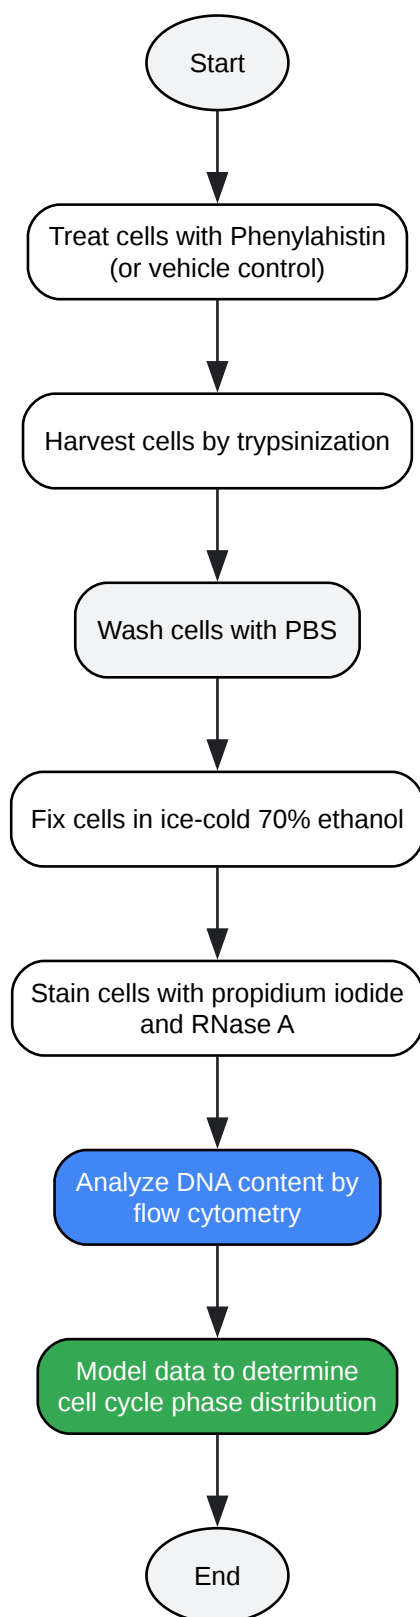 Start
Treat cells with Phenylahistin
(or vehicle control)
Harvest cells by trypsinization
Wash cells with PBS
Fix cells in ice-cold 70% ethanol
Stain cells with propidium iodide
and RNase A
Analyze DNA content by
flow cytometry
Model data to determine
cell cycle phase distribution
End